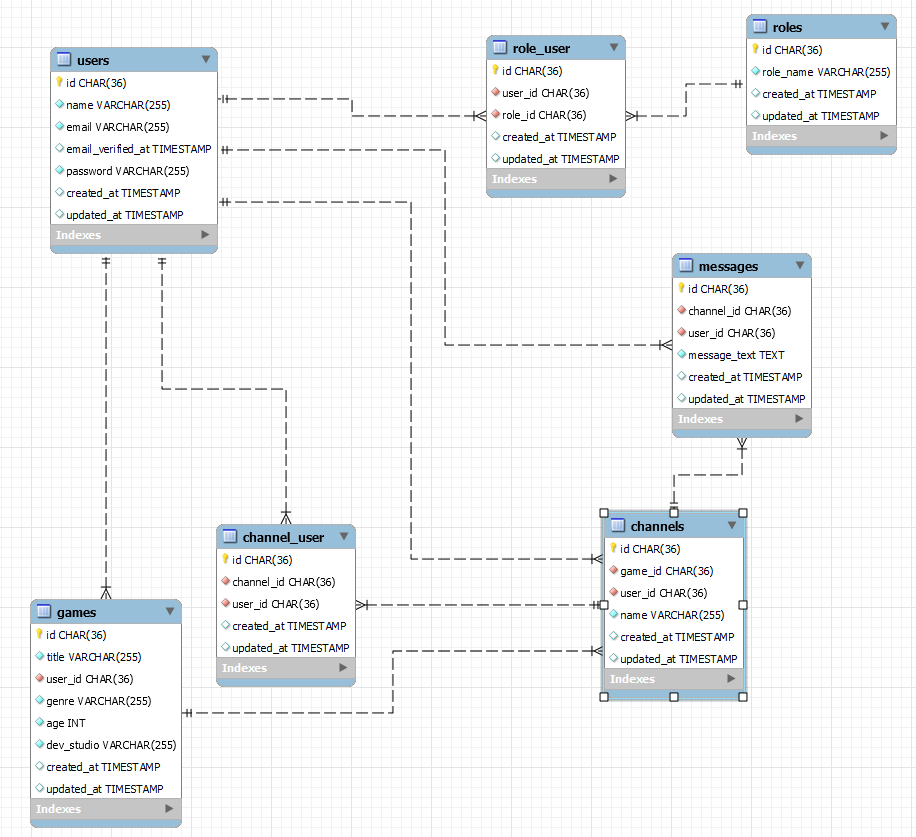 users
id CHAR(36)
name VARCHAR(255)
email VARCHAR(255)
email_verified_at TIMESTAMP
password VARCHAR(255)
created_at TIMESTAMP
updated_at TIMESTAMP
Indexes
role_user
id CHAR(36)
user_id CHAR(36)
role_id CHAR(36)
created_at TIMESTAMP
updated_at TIMESTAMP
Indexes
roles
id CHAR(36)
role_name VARCHAR(255)
created_at TIMESTAMP
updated_at TIMESTAMP
Indexes
messages
id CHAR(36)
channel_id CHAR(36)
user_id CHAR(36)
message_text TEXT
created_at TIMESTAMP
updated_at TIMESTAMP
Indexes
games
id CHAR(36)
title VARCHAR(255)
user_id CHAR(36)
genre VARCHAR(255)
age INT
dev_studio VARCHAR(255)
created_at TIMESTAMP
updated_at TIMESTAMP
Indexes
channel_user
id CHAR(36)
channel_id CHAR(36)
user_id CHAR(36)
created_at TIMESTAMP
updated_at TIMESTAMP
Indexes
channels
id CHAR(36)
game_id CHAR(36)
user_id CHAR(36)
name VARCHAR(255)
created_at TIMESTAMP
updated_at TIMESTAMP
Indexes